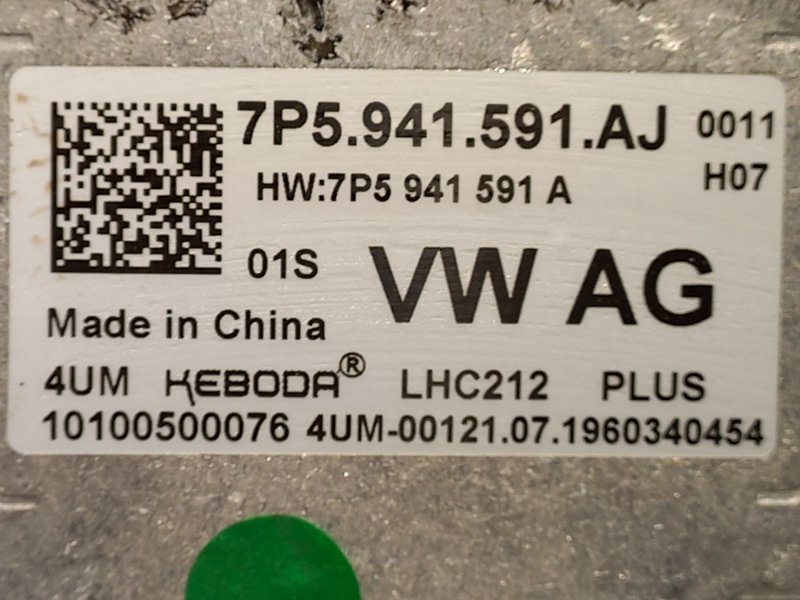 7P5.941.591.AJ 0011
HW:7P5 941 591 A H07
01S VW AG
Made in China
4UM KEBODA® LHC212 PLUS
10100500076 4UM-00121.07.1960340454